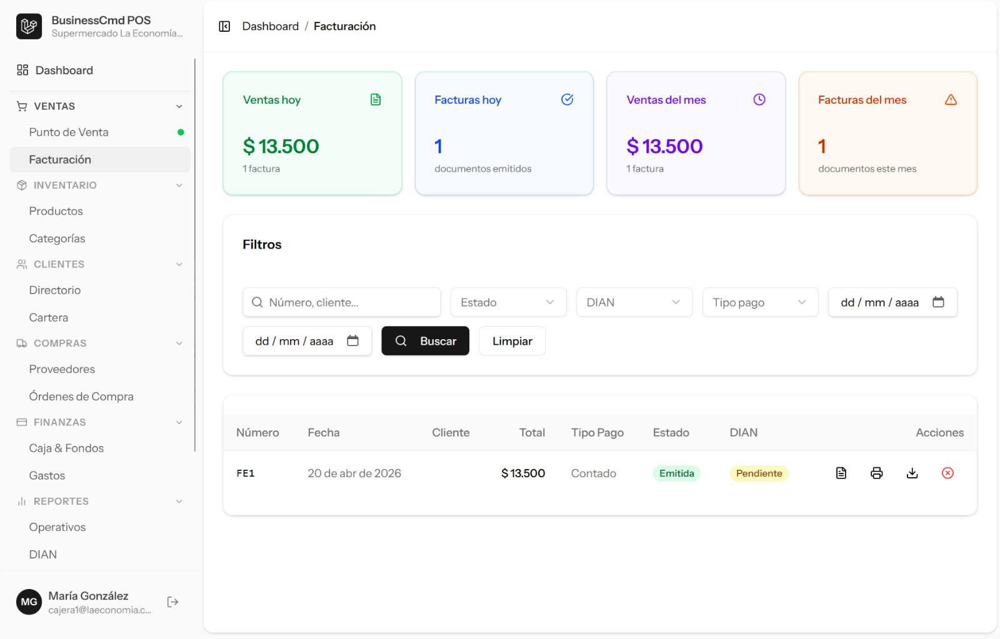 BusinessCmd POS
Supermercado La Economía...
Dashboard
VENTAS
Punto de Venta
Facturación
INVENTARIO
Productos
Categorías
CLIENTES
Directorio
Cartera
COMPRAS
Proveedores
Órdenes de Compra
FINANZAS
Caja & Fondos
Gastos
REPORTES
Operativos
DIAN
MG
María González
cajera1@laeconomia.c...
Dashboard / Facturación
Ventas hoy
$ 13.500
1 factura
Facturas hoy
1
documentos emitidos
Ventas del mes
$ 13.500
1 factura
Facturas del mes
1
documentos este mes
Filtros
Número, cliente... Estado DIAN Tipo pago dd / mm / aaaa
dd / mm / aaaa Buscar Limpiar
Número Fecha Cliente Total Tipo Pago Estado DIAN Acciones
FE1 20 de abr de 2026 $ 13.500 Contado Emitida Pendiente